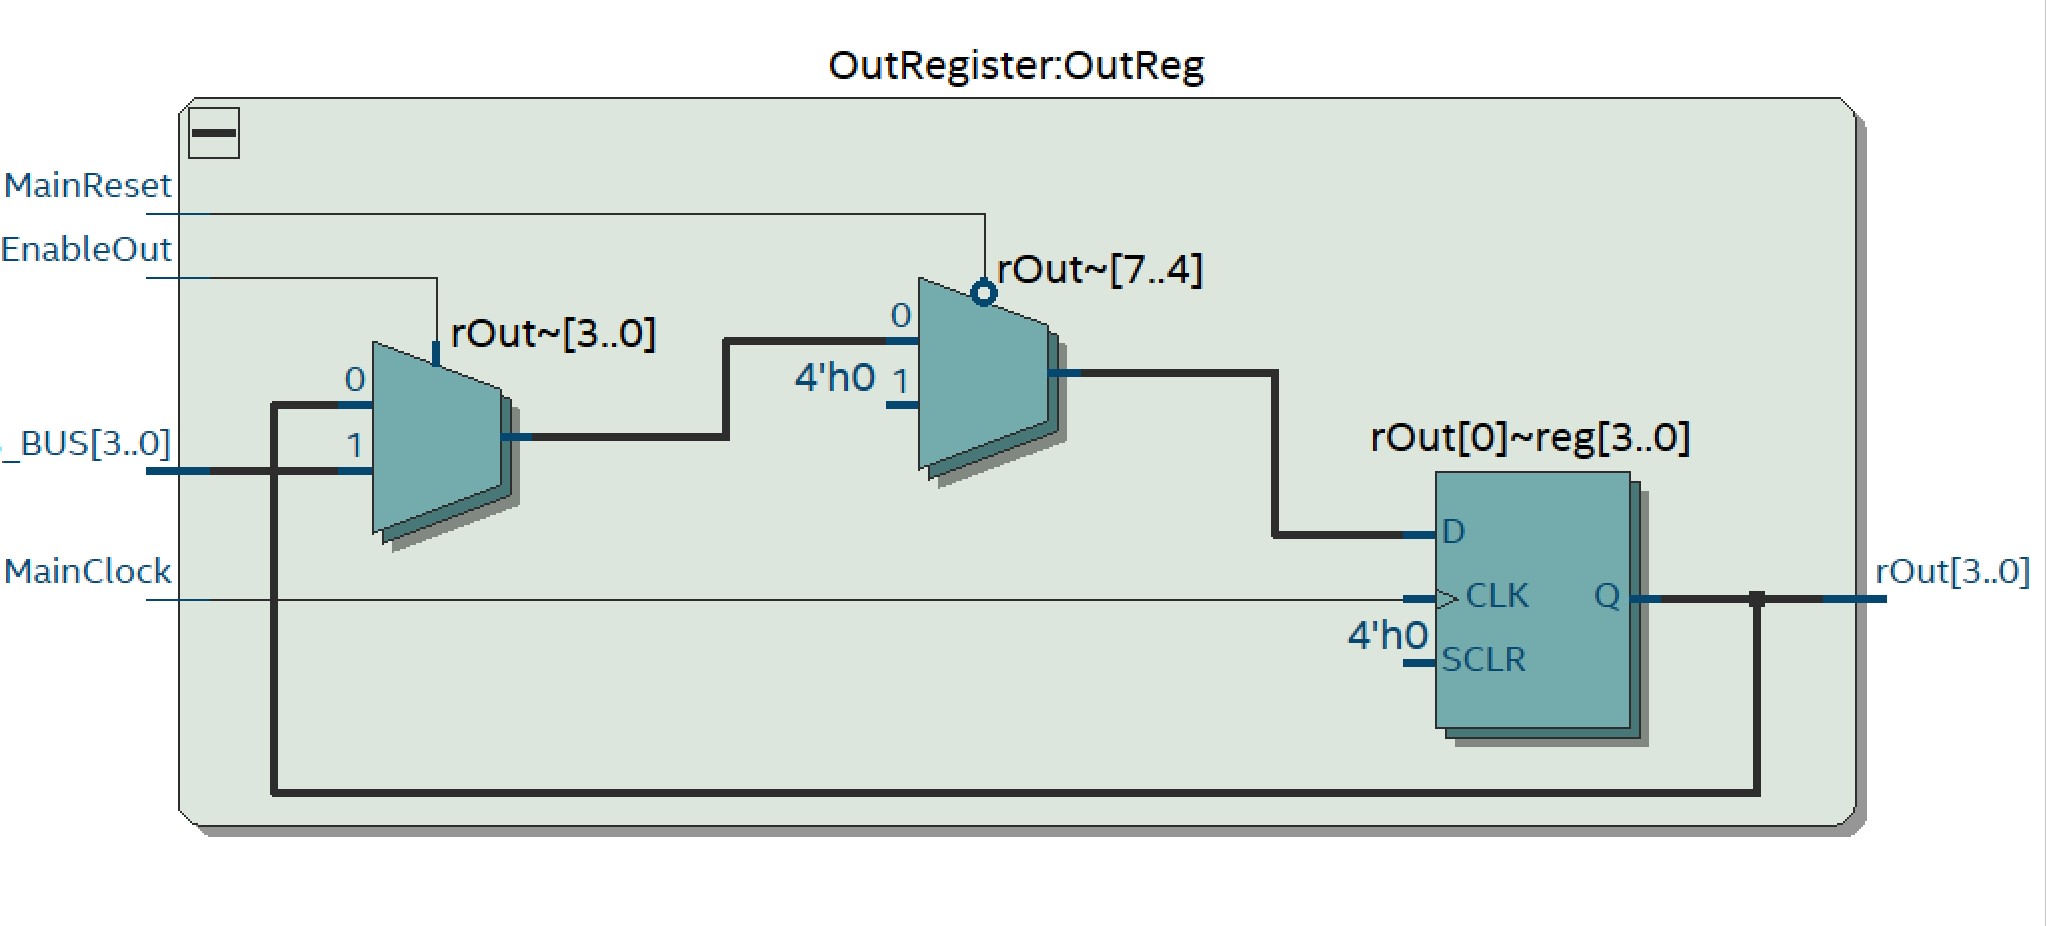 OutRegister:OutReg
MainReset
EnableOut
rOut~[7..4]
0
rOut~[3..0]
4'h0
1
0
_BUS[3..0]
1
rOut[0]~reg[3..0]
D
MainClock
CLK
Q
rOut[3..0]
4'h0
SCLR